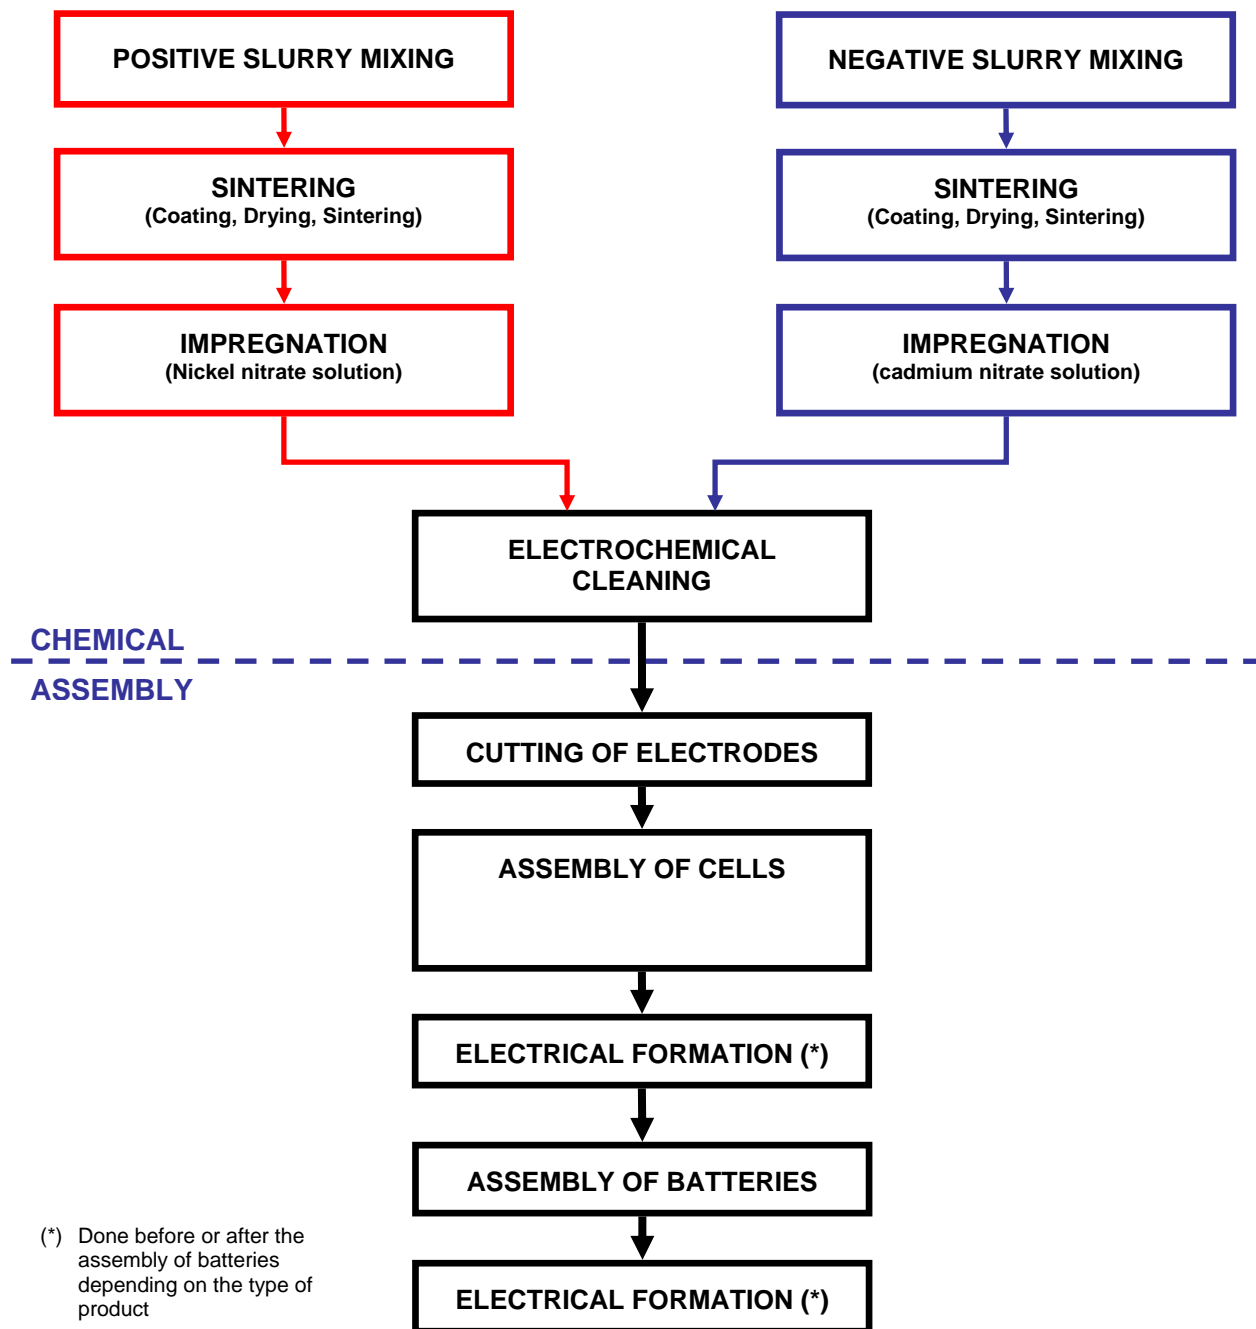 POSITIVE SLURRY MIXING
NEGATIVE SLURRY MIXING
SINTERING
(Coating, Drying, Sintering)
SINTERING
(Coating, Drying, Sintering)
IMPREGNATION
(Nickel nitrate solution)
IMPREGNATION
(cadmium nitrate solution)
ELECTROCHEMICAL
CLEANING
CHEMICAL
ASSEMBLY
CUTTING OF ELECTRODES
ASSEMBLY OF CELLS
ELECTRICAL FORMATION (*)
ASSEMBLY OF BATTERIES
(*) Done before or after the
assembly of batteries
depending on the type of
product
ELECTRICAL FORMATION (*)